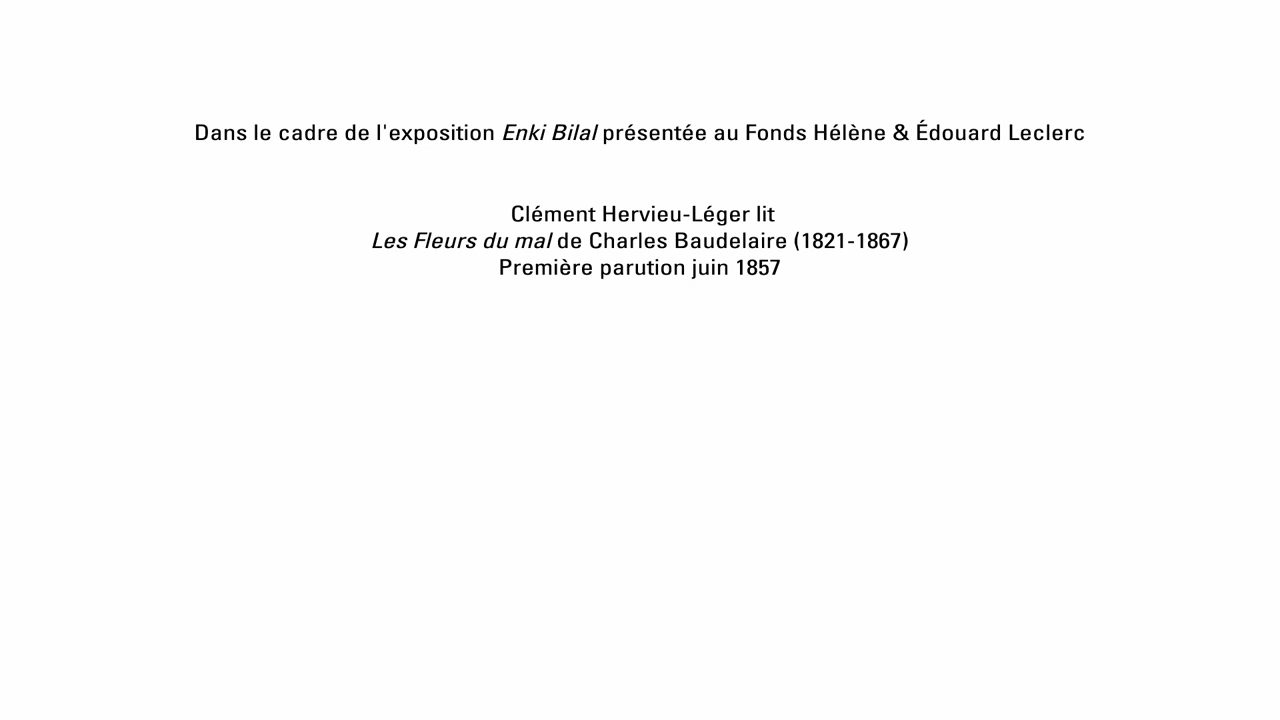 Dans le cadre de l'exposition Enki Bilal présentée au Fonds Hélène & Édouard Leclerc
Clément Hervieu-Léger lit
Les Fleurs du mal de Charles Baudelaire (1821-1867)
Première parution juin 1857